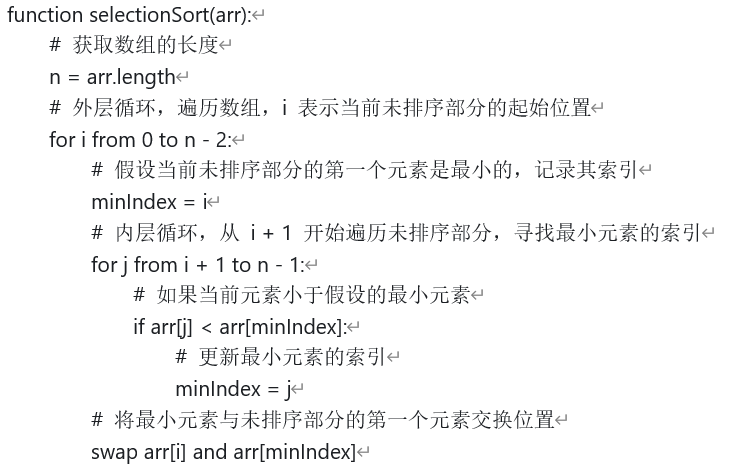 function selectionSort(arr):
# 获取数组的长度
n = arr.length
# 外层循环，遍历数组，i 表示当前未排序部分的起始位置
for i from 0 to n - 2:
# 假设当前未排序部分的第一个元素是最小的，记录其索引
minIndex = i
# 内层循环，从 i + 1 开始遍历未排序部分，寻找最小元素的索引
for j from i + 1 to n - 1:
# 如果当前元素小于假设的最小元素
if arr[j] < arr[minIndex]:
# 更新最小元素的索引
minIndex = j
# 将最小元素与未排序部分的第一个元素交换位置
swap arr[i] and arr[minIndex]